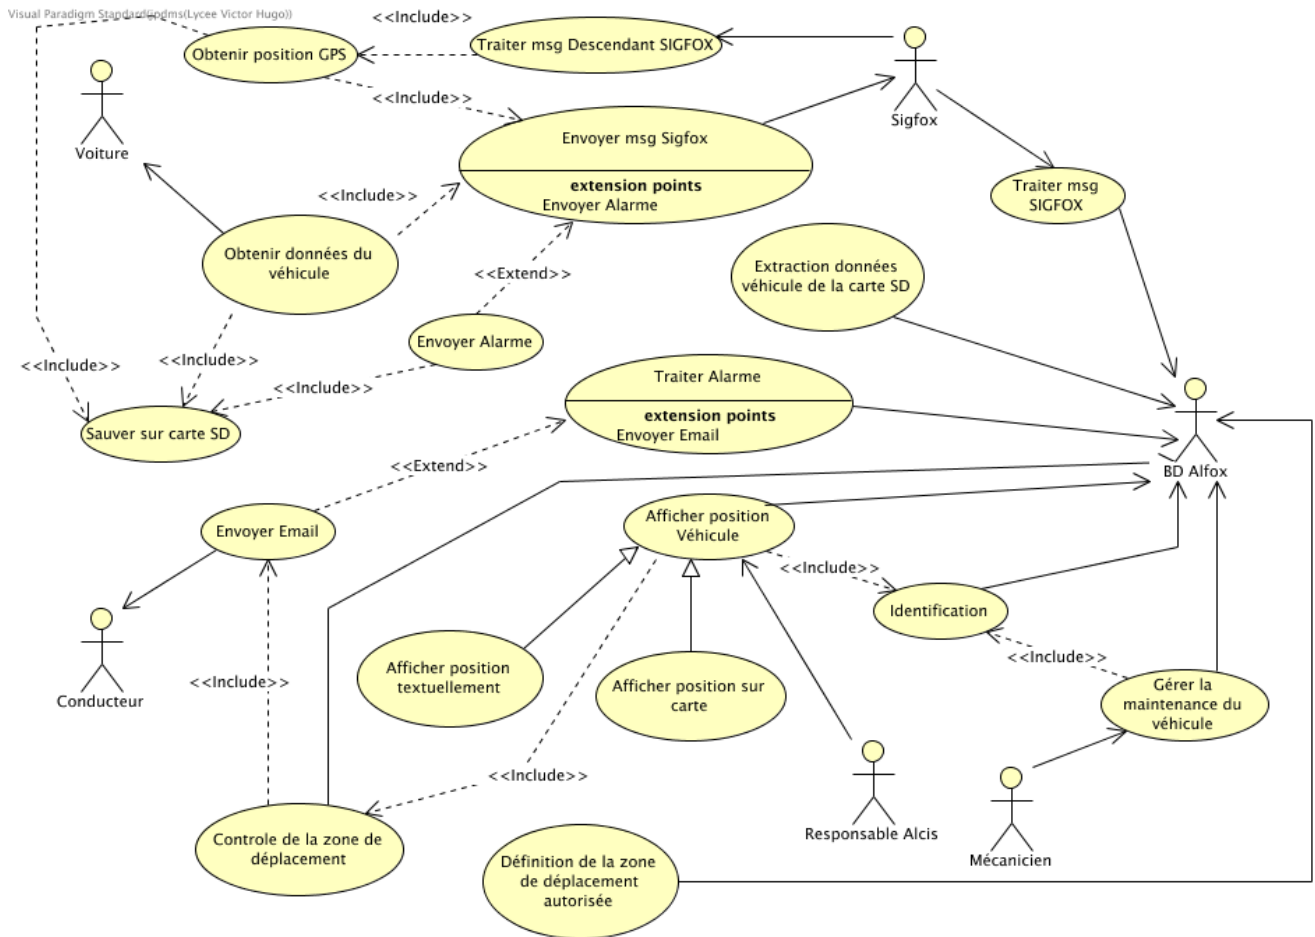 Visual Paradigm Standard(ipdms(Lycee Victor Hugo))
<<Include>>
Obtenir position GPS
Traiter msg Descendant SIGFOX
Sigfox
<<Include>>
Voiture
Envoyer msg Sigfox
extension points
Envoyer Alarme
Traiter msg
SIGFOX
<<Include>>
Obtenir données du
véhicule
<<Extend>>
Extraction données
véhicule de la carte SD
Envoyer Alarme
<<Include>>
<<Include>>
<<Include>>
Sauver sur carte SD
Traiter Alarme
extension points
Envoyer Email
<<Extend>>
BD Alfox
Envoyer Email
Afficher position
Véhicule
<<Include>>
Identification
Conducteur
<<Include>>
Afficher position
textuellement
Afficher position sur
carte
<<Include>>
Gérer la
maintenance du
véhicule
<<Include>>
Responsable Alcis
Mécanicien
Controle de la zone de
déplacement
Définition de la zone
de déplacement
autorisée